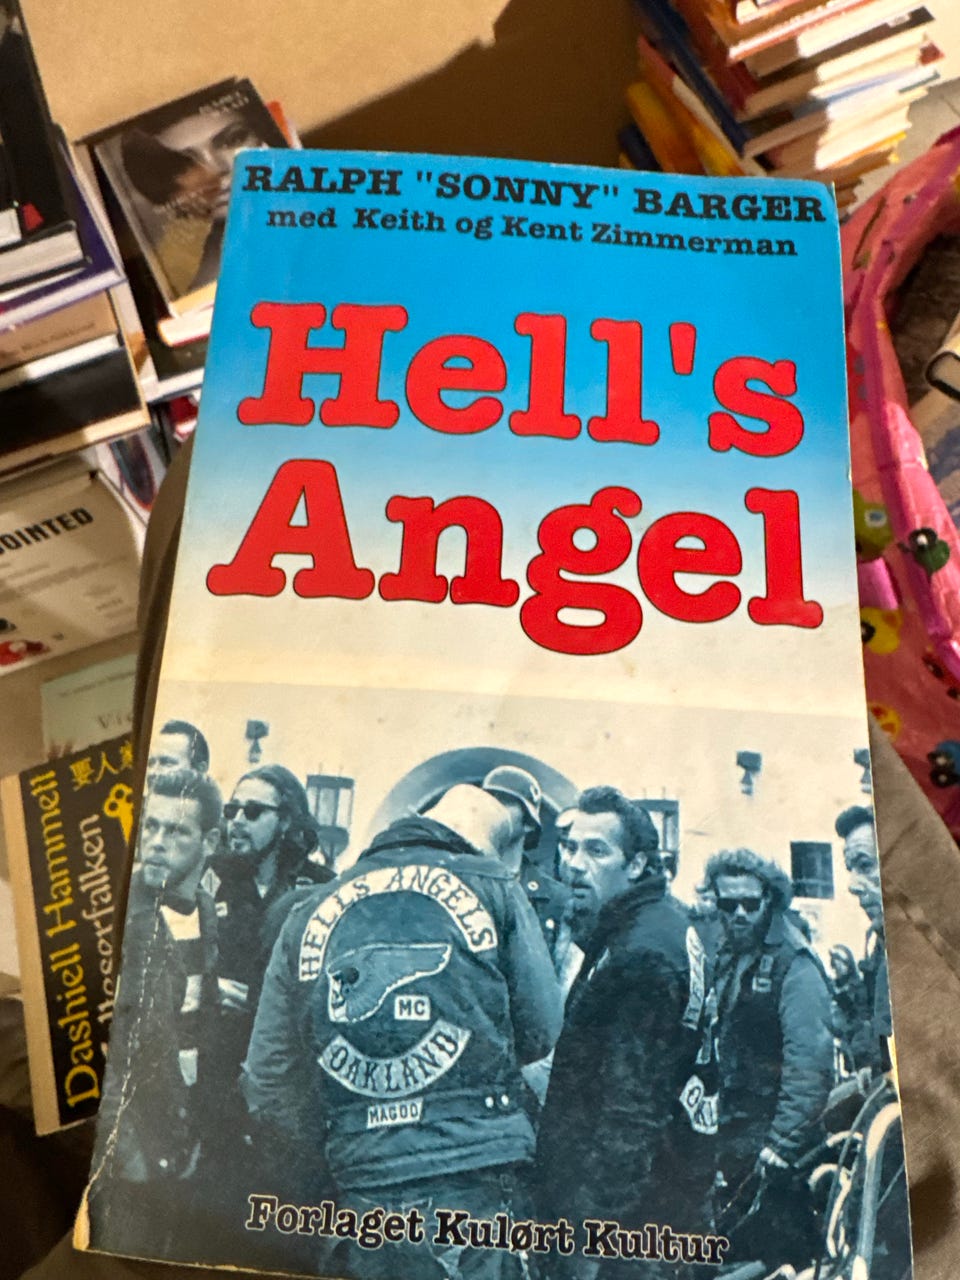 RALPH "SONNY" BARGER
med Keith og Kent Zimmerman
Hell's
Angel
HELLS ANGELS
MC
OAKLAND
MAGOO
Forlaget Kulørt Kultur
OINTED
Dashiell Hammett